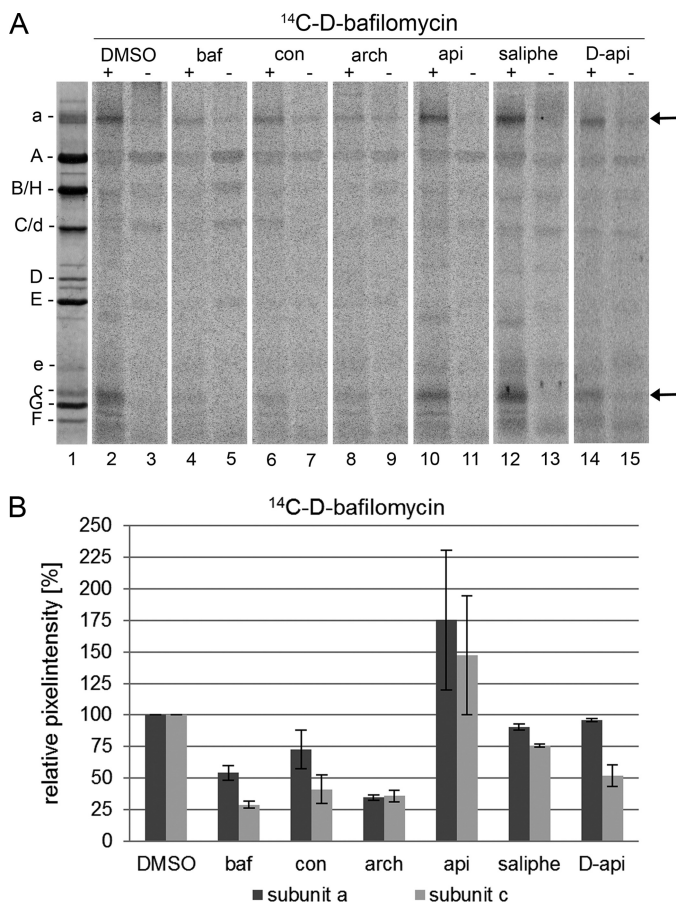 A
¹⁴C-D-bafilomycin
DMSO baf con arch api saliphe D-api
+ - + - + - + - + - + - + -
a
A
B/H
C/d
D
E
e
c
G
F
1 2 3 4 5 6 7 8 9 10 11 12 13 14 15
B
¹⁴C-D-bafilomycin
relative pixelintensity [%]
250
225
200
175
150
125
100
75
50
25
0
DMSO baf con arch api saliphe D-api
subunit a subunit c